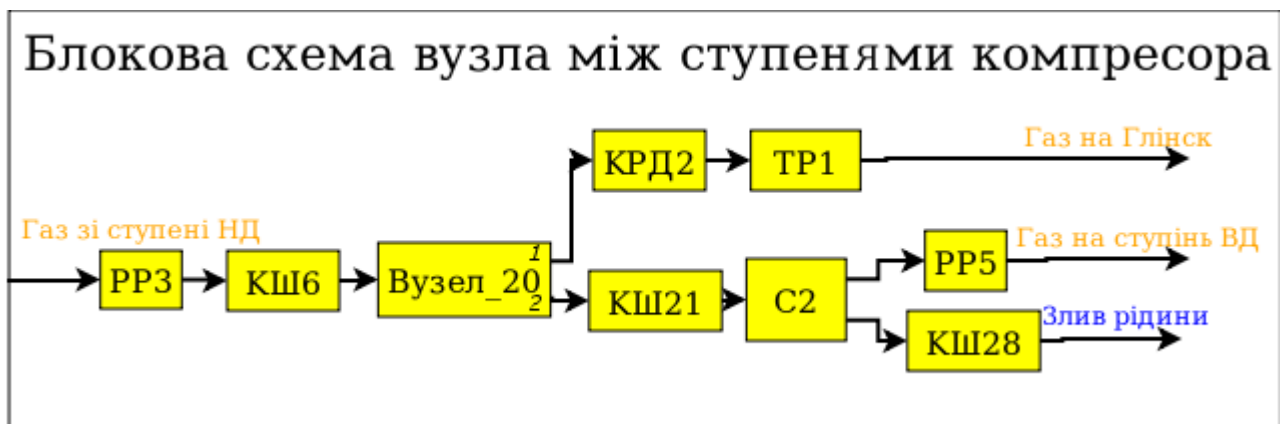 Блокова схема вузла між ступенями компресора
Газ на Глінск
КРД2
ТР1
Газ зі ступені НД
РР3
КШ6
Вузел_20
1
2
КШ21
С2
РР5
Газ на ступінь ВД
КШ28
Злив рідини